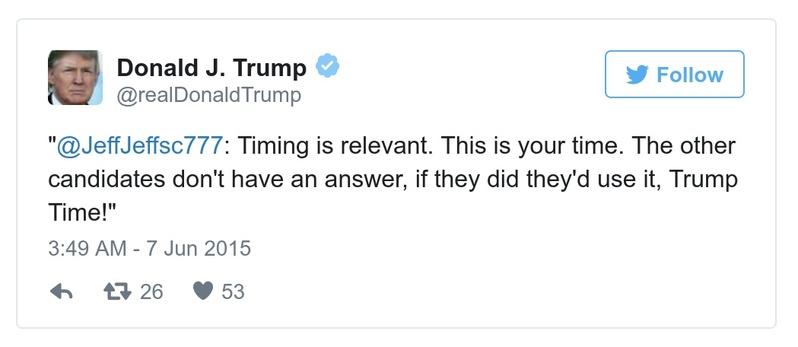 Donald J. Trump
@realDonaldTrump
Follow
"@JeffJeffsc777: Timing is relevant. This is your time. The other
candidates don't have an answer, if they did they'd use it, Trump
Time!"
3:49 AM - 7 Jun 2015
26 53